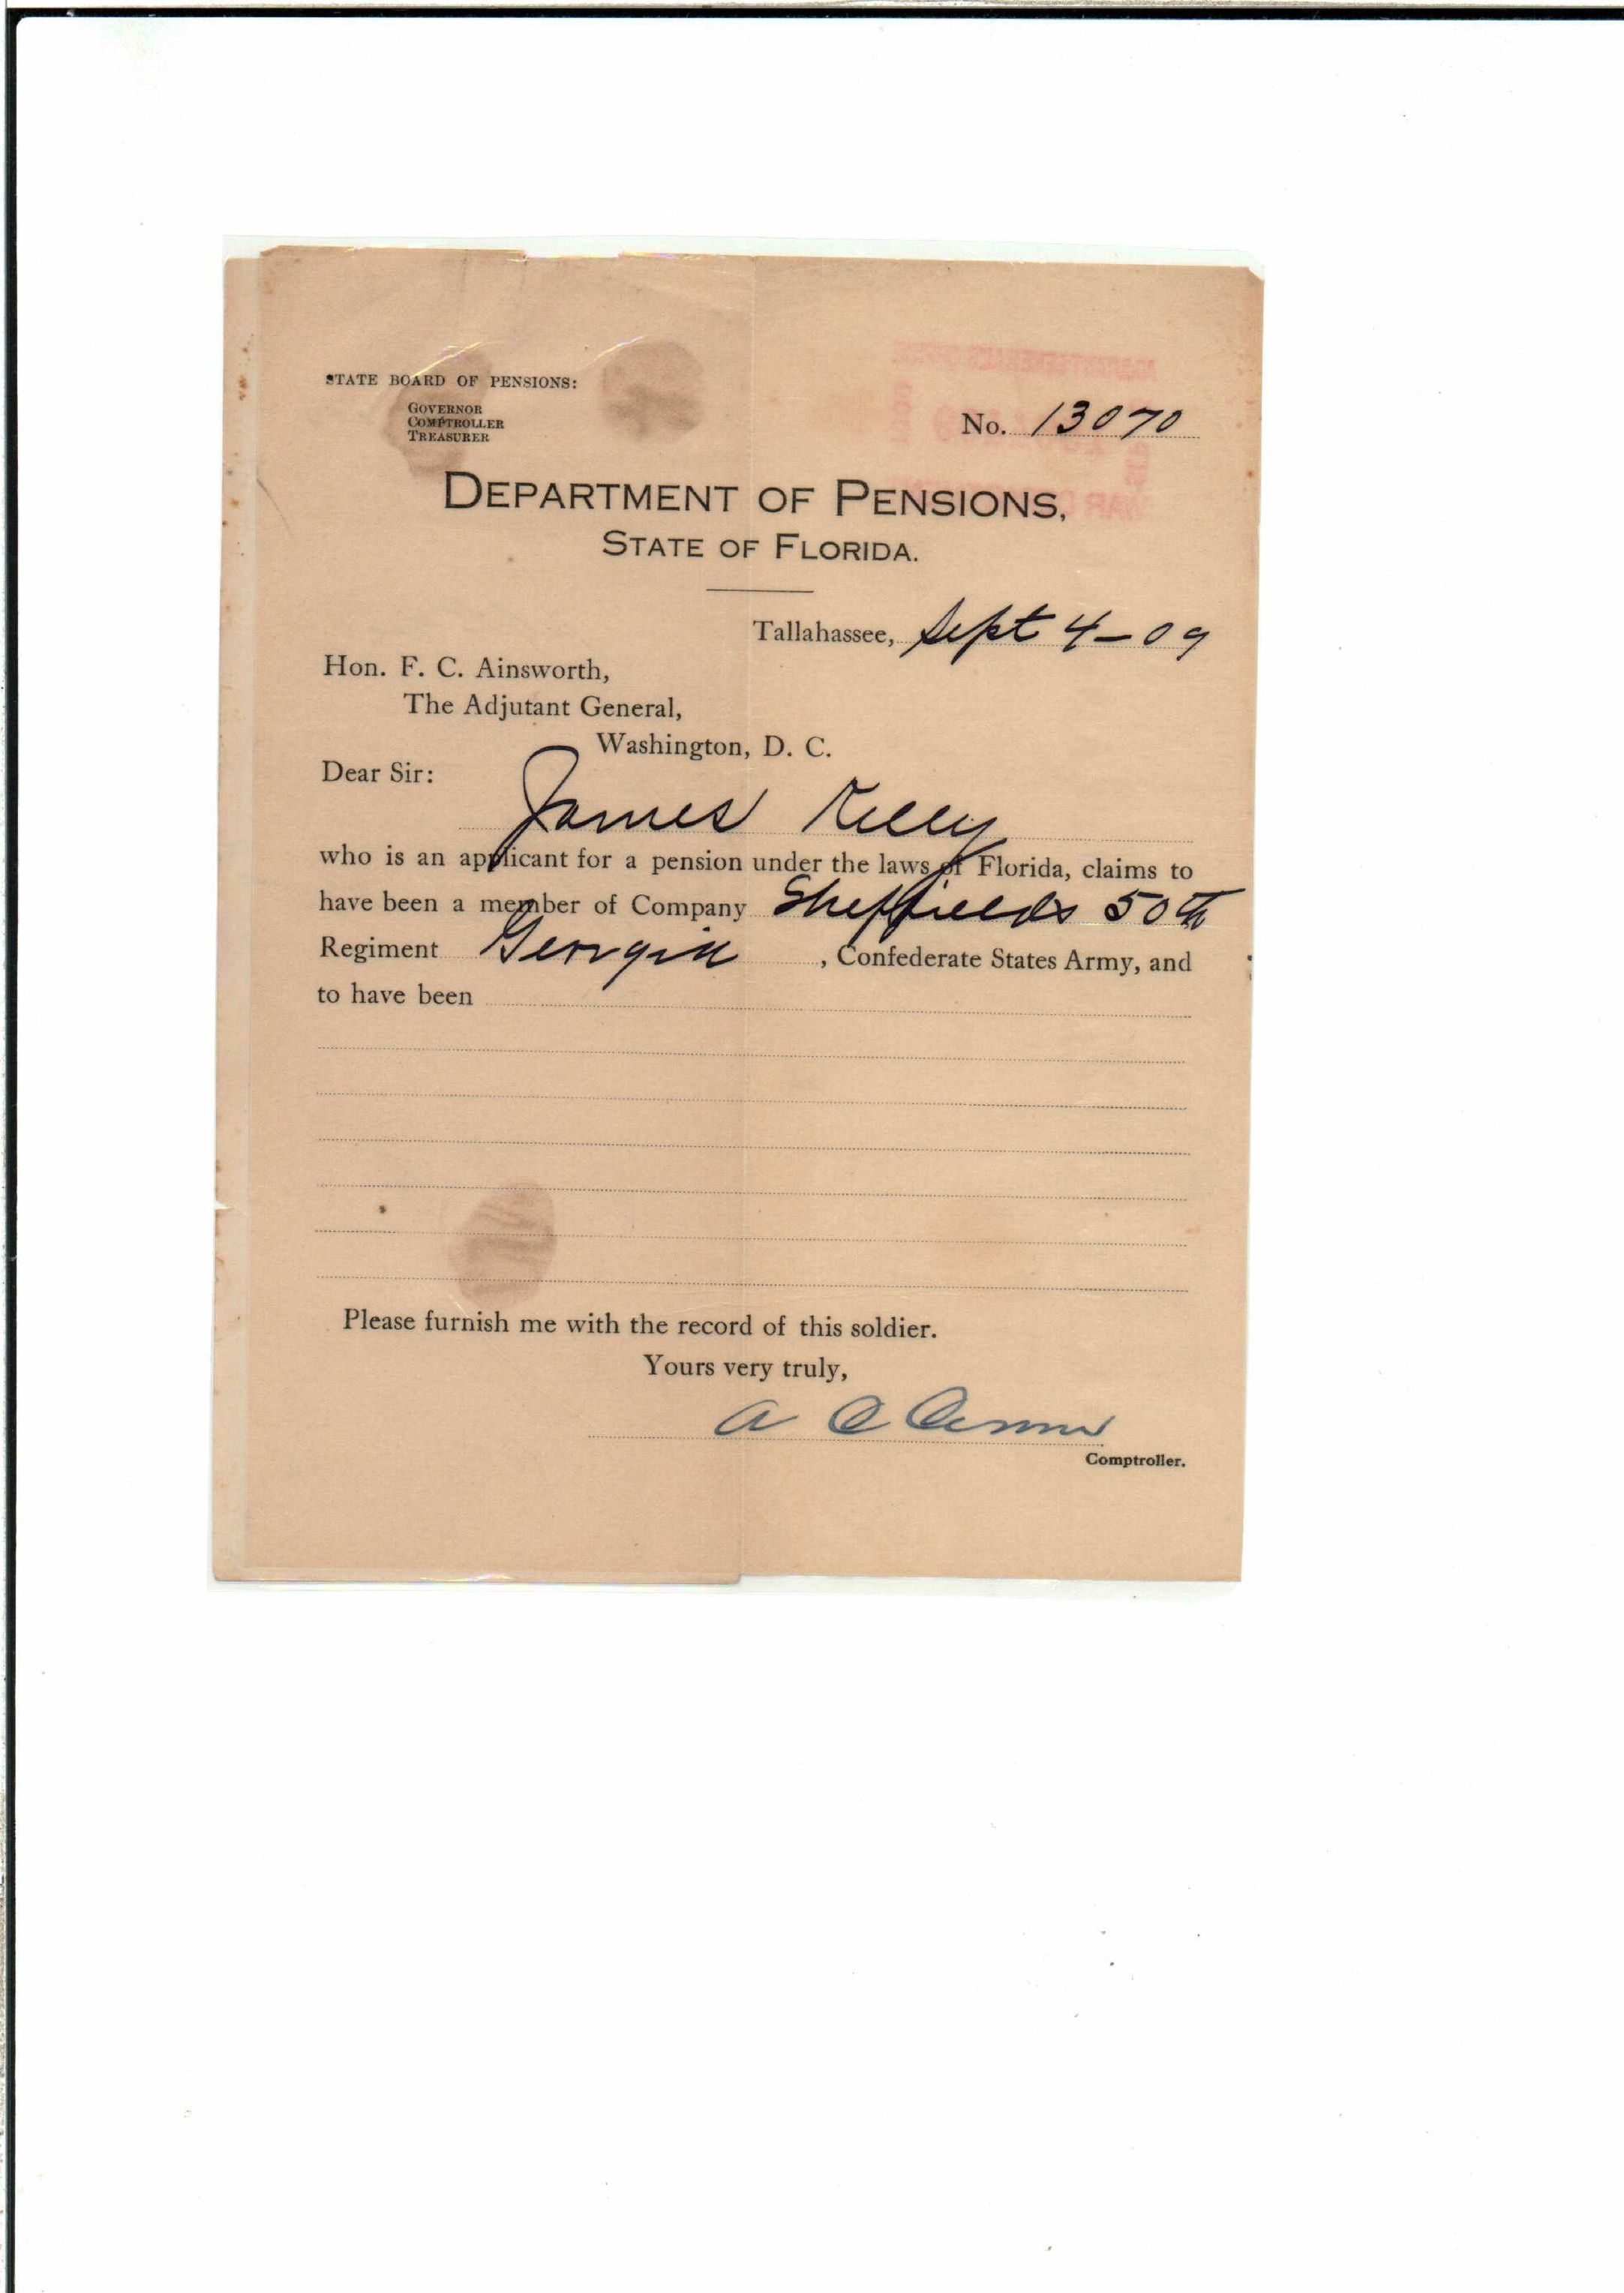 STATE BOARD OF PENSIONS:
GOVERNOR
COMPTROLLER
TREASURER
No. 13070
DEPARTMENT OF PENSIONS,
STATE OF FLORIDA.
Tallahassee, Sept 4-09
Hon. F. C. Ainsworth,
The Adjutant General,
Washington, D. C.
Dear Sir:
James Kelly
who is an applicant for a pension under the laws of Florida, claims to
have been a member of Company Sheffields 50th
Regiment Georgia, Confederate States Army, and
to have been
Please furnish me with the record of this soldier.
Yours very truly,
A C
Comptroller.